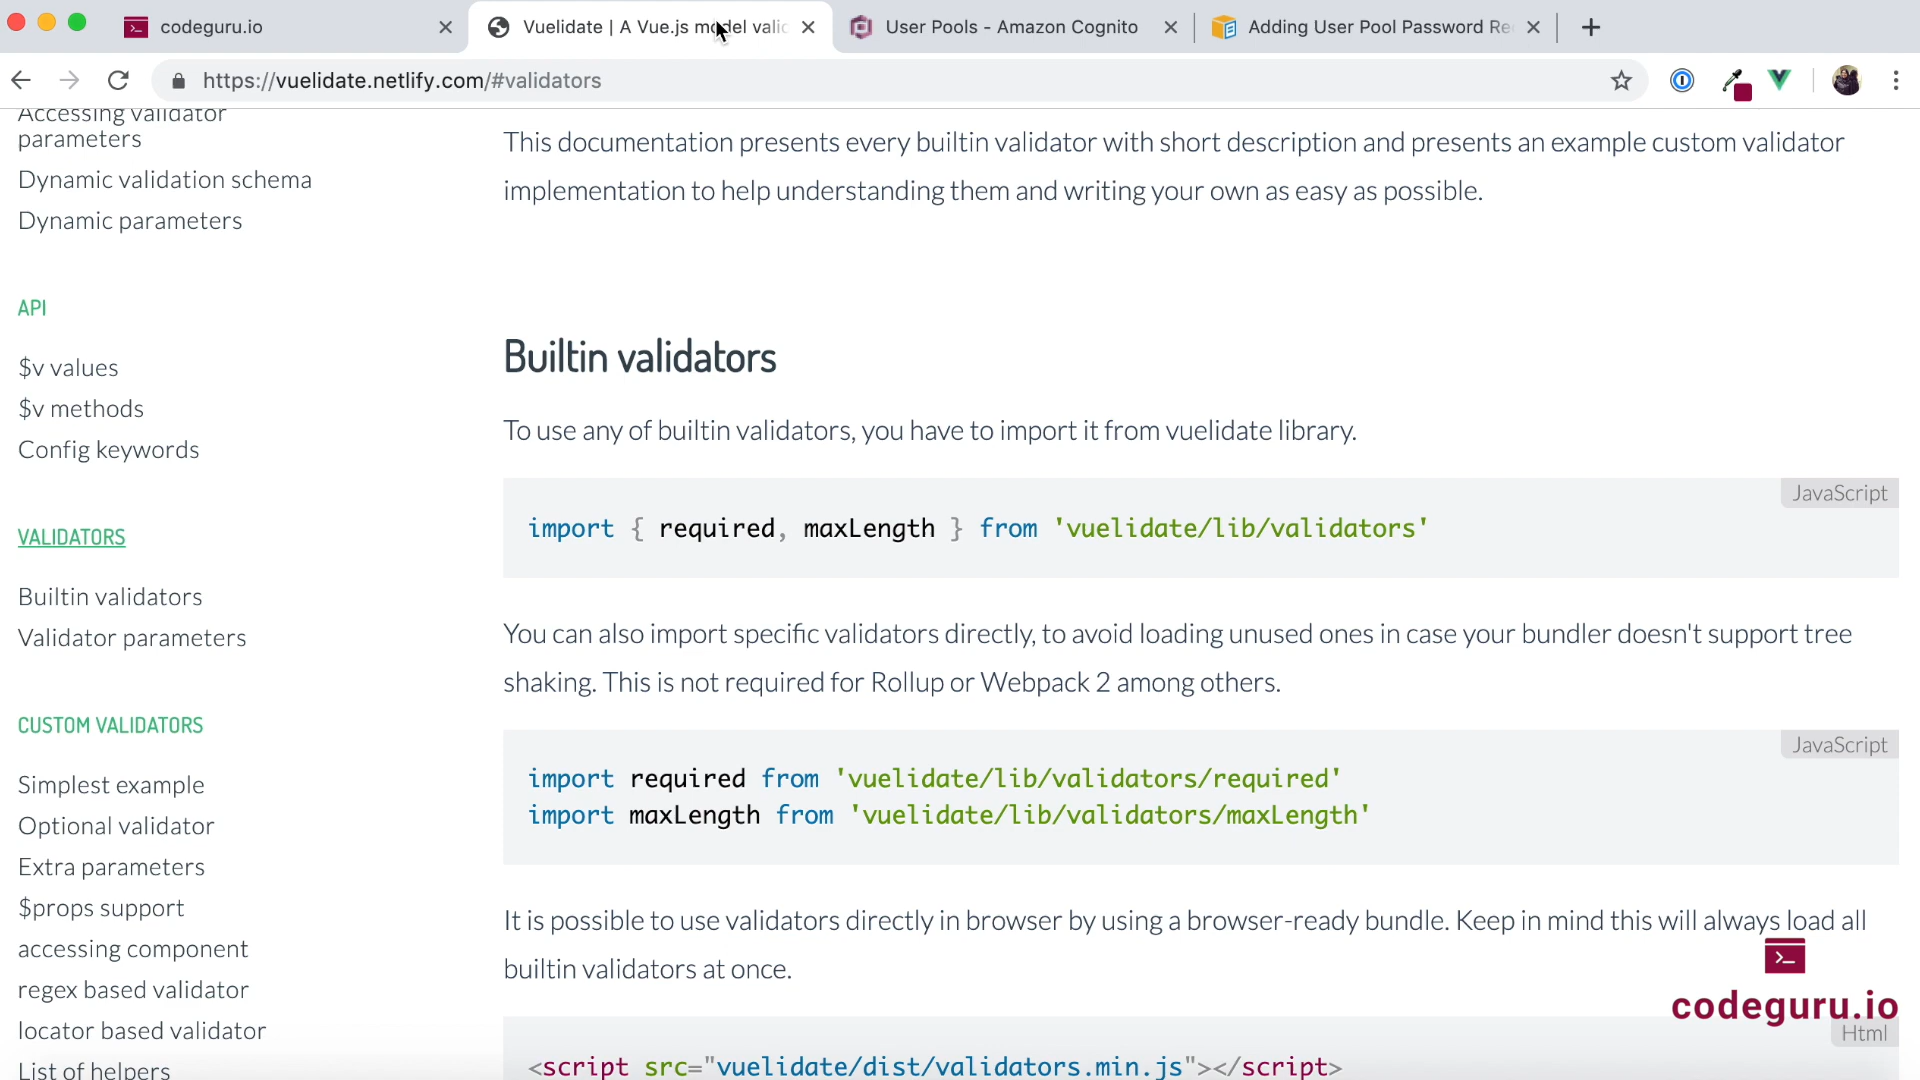 codeguru.io
Vuelidate | A Vue.js model valic
User Pools - Amazon Cognito
Adding User Pool Password Re
https://vuelidate.netlify.com/#validators
Accessing validator
parameters
Dynamic validation schema
Dynamic parameters
API
$v values
$v methods
Config keywords
VALIDATORS
Builtin validators
Validator parameters
CUSTOM VALIDATORS
Simplest example
Optional validator
Extra parameters
$props support
accessing component
regex based validator
locator based validator
List of helpers
This documentation presents every builtin validator with short description and presents an example custom validator
implementation to help understanding them and writing your own as easy as possible.
Builtin validators
To use any of builtin validators, you have to import it from vuelidate library.
JavaScript
import { required, maxLength } from 'vuelidate/lib/validators'
You can also import specific validators directly, to avoid loading unused ones in case your bundler doesn't support tree
shaking. This is not required for Rollup or Webpack 2 among others.
JavaScript
import required from 'vuelidate/lib/validators/required'
import maxLength from 'vuelidate/lib/validators/maxLength'
It is possible to use validators directly in browser by using a browser-ready bundle. Keep in mind this will always load all
builtin validators at once.
codeguru.io
Html
<script src="vuelidate/dist/validators.min.js"></script>